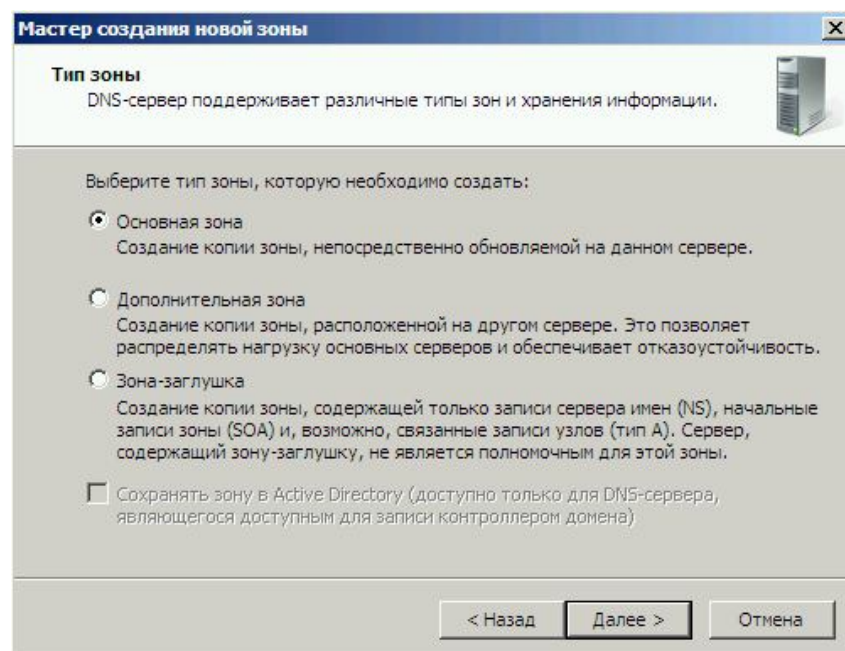 Мастер создания новой зоны
Тип зоны
DNS-сервер поддерживает различные типы зон и хранения информации.
Выберите тип зоны, которую необходимо создать:
Основная зона
Создание копии зоны, непосредственно обновляемой на данном сервере.
Дополнительная зона
Создание копии зоны, расположенной на другом сервере. Это позволяет
распределять нагрузку основных серверов и обеспечивает отказоустойчивость.
Зона-заглушка
Создание копии зоны, содержащей только записи сервера имен (NS), начальные
записи зоны (SOA) и, возможно, связанные записи узлов (тип A). Сервер,
содержащий зону-заглушку, не является полномочным для этой зоны.
Сохранять зону в Active Directory (доступно только для DNS-сервера,
являющегося доступным для записи контроллером домена)
< Назад
Далее >
Отмена